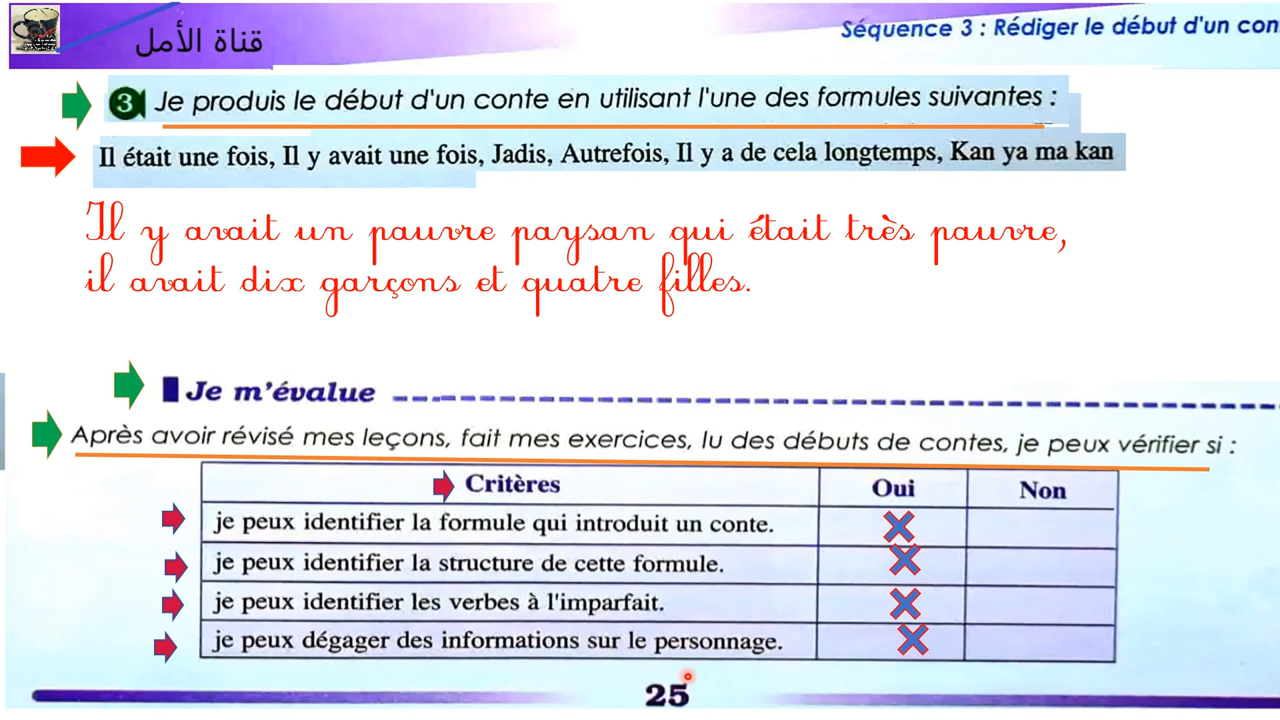 قناة الأمل
Séquence 3 : Rédiger le début d'un con
3 Je produis le début d'un conte en utilisant l'une des formules suivantes :
Il était une fois, Il y avait une fois, Jadis, Autrefois, Il y a de cela longtemps, Kan ya ma kan
Il y avait un pauvre paysan qui était très pauvre,
il avait dix garçons et quatre filles.
Je m'évalue
Après avoir révisé mes leçons, fait mes exercices, lu des débuts de contes, je peux vérifier si :
Critères Oui Non
je peux identifier la formule qui introduit un conte.
je peux identifier la structure de cette formule.
je peux identifier les verbes à l'imparfait.
je peux dégager des informations sur le personnage.
25